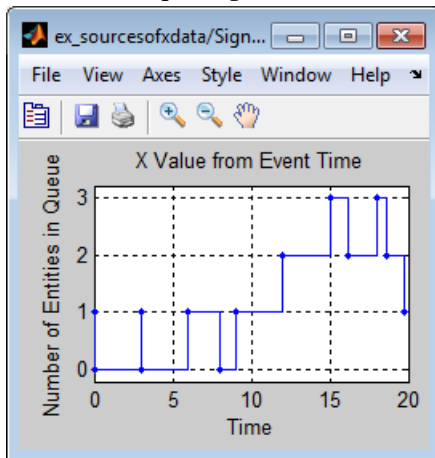 ex_sourcesofxdata/Sign...
File View Axes Style Window Help
X Value from Event Time
Number of Entities in Queue
3
2
1
0
0 5 10 15 20
Time